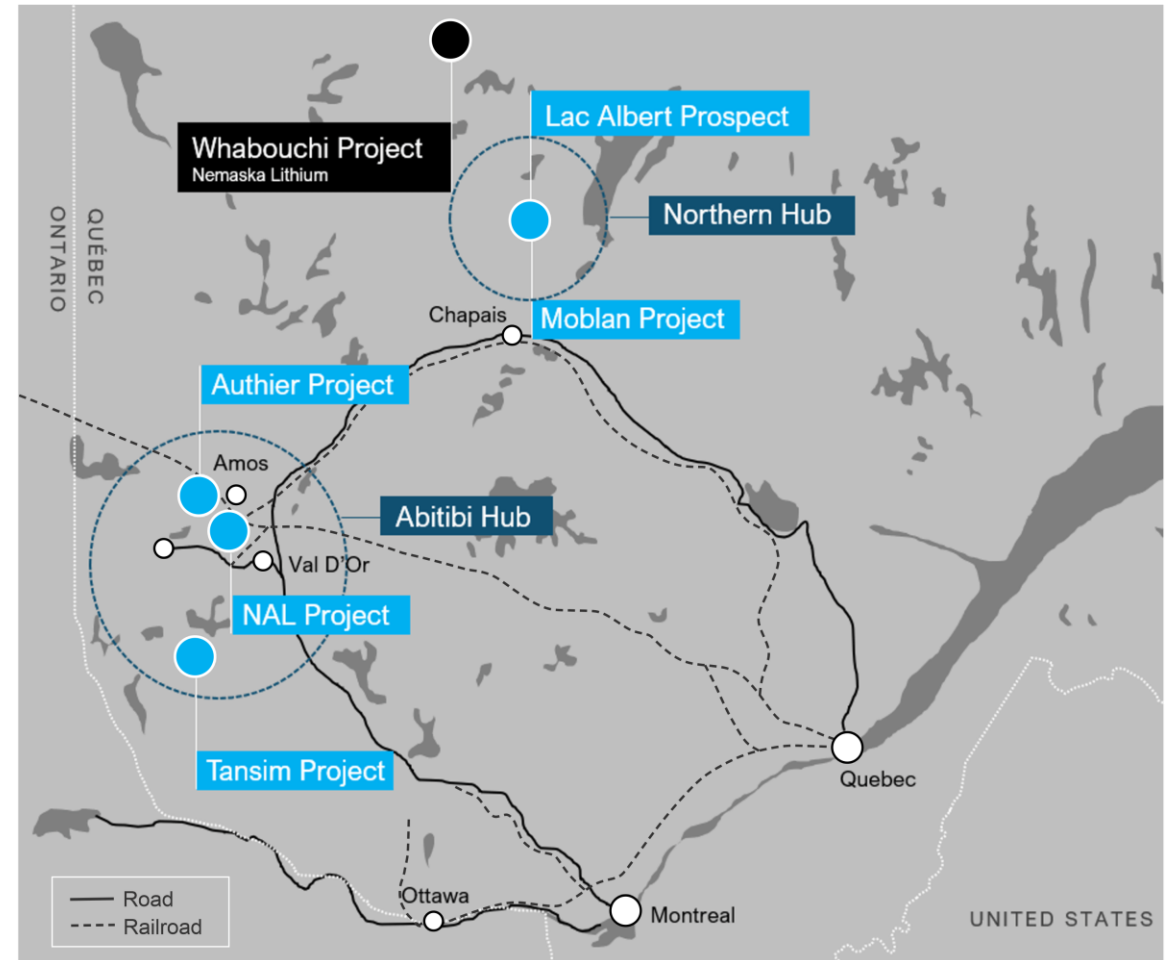 Lac Albert Prospect
Whabouchi Project
Nemaska Lithium
Northern Hub
ONTARIO
QUÉBEC
Chapais
Moblan Project
Authier Project
Amos
Abitibi Hub
Val D'Or
NAL Project
Tansim Project
Quebec
Road
Railroad
Ottawa
Montreal
UNITED STATES